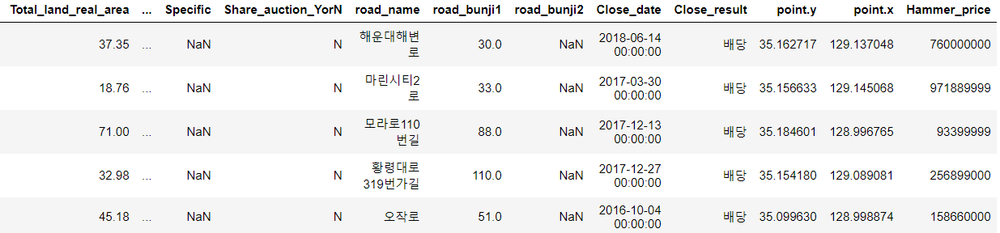 Total_land_real_area ... Specific Share_auction_YorN road_name road_bunji1 road_bunji2 Close_date Close_result point.y point.x Hammer_price
37.35 ... NaN N 해운대해변로 30.0 NaN 2018-06-14 00:00:00 배당 35.162717 129.137048 760000000
18.76 ... NaN N 마린시티2로 33.0 NaN 2017-03-30 00:00:00 배당 35.156633 129.145068 971889999
71.00 ... NaN N 모라로110번길 88.0 NaN 2017-12-13 00:00:00 배당 35.184601 128.996765 93399999
32.98 ... NaN N 황령대로319번가길 110.0 NaN 2017-12-27 00:00:00 배당 35.154180 129.089081 256899000
45.18 ... NaN N 오작로 51.0 NaN 2016-10-04 00:00:00 배당 35.099630 128.998874 158660000